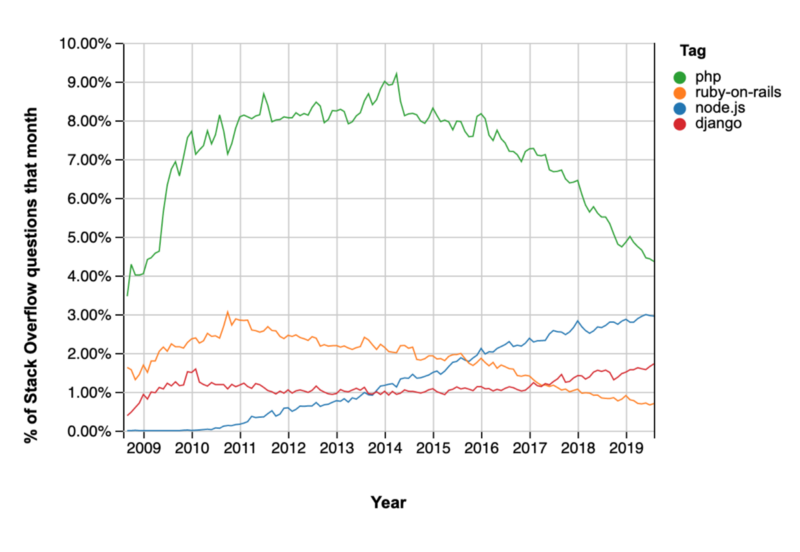 10.00%
9.00%
8.00%
7.00%
6.00%
5.00%
4.00%
3.00%
2.00%
1.00%
0.00%
% of Stack Overflow questions that month
2009 2010 2011 2012 2013 2014 2015 2016 2017 2018 2019
Year
Tag
php
ruby-on-rails
node.js
django